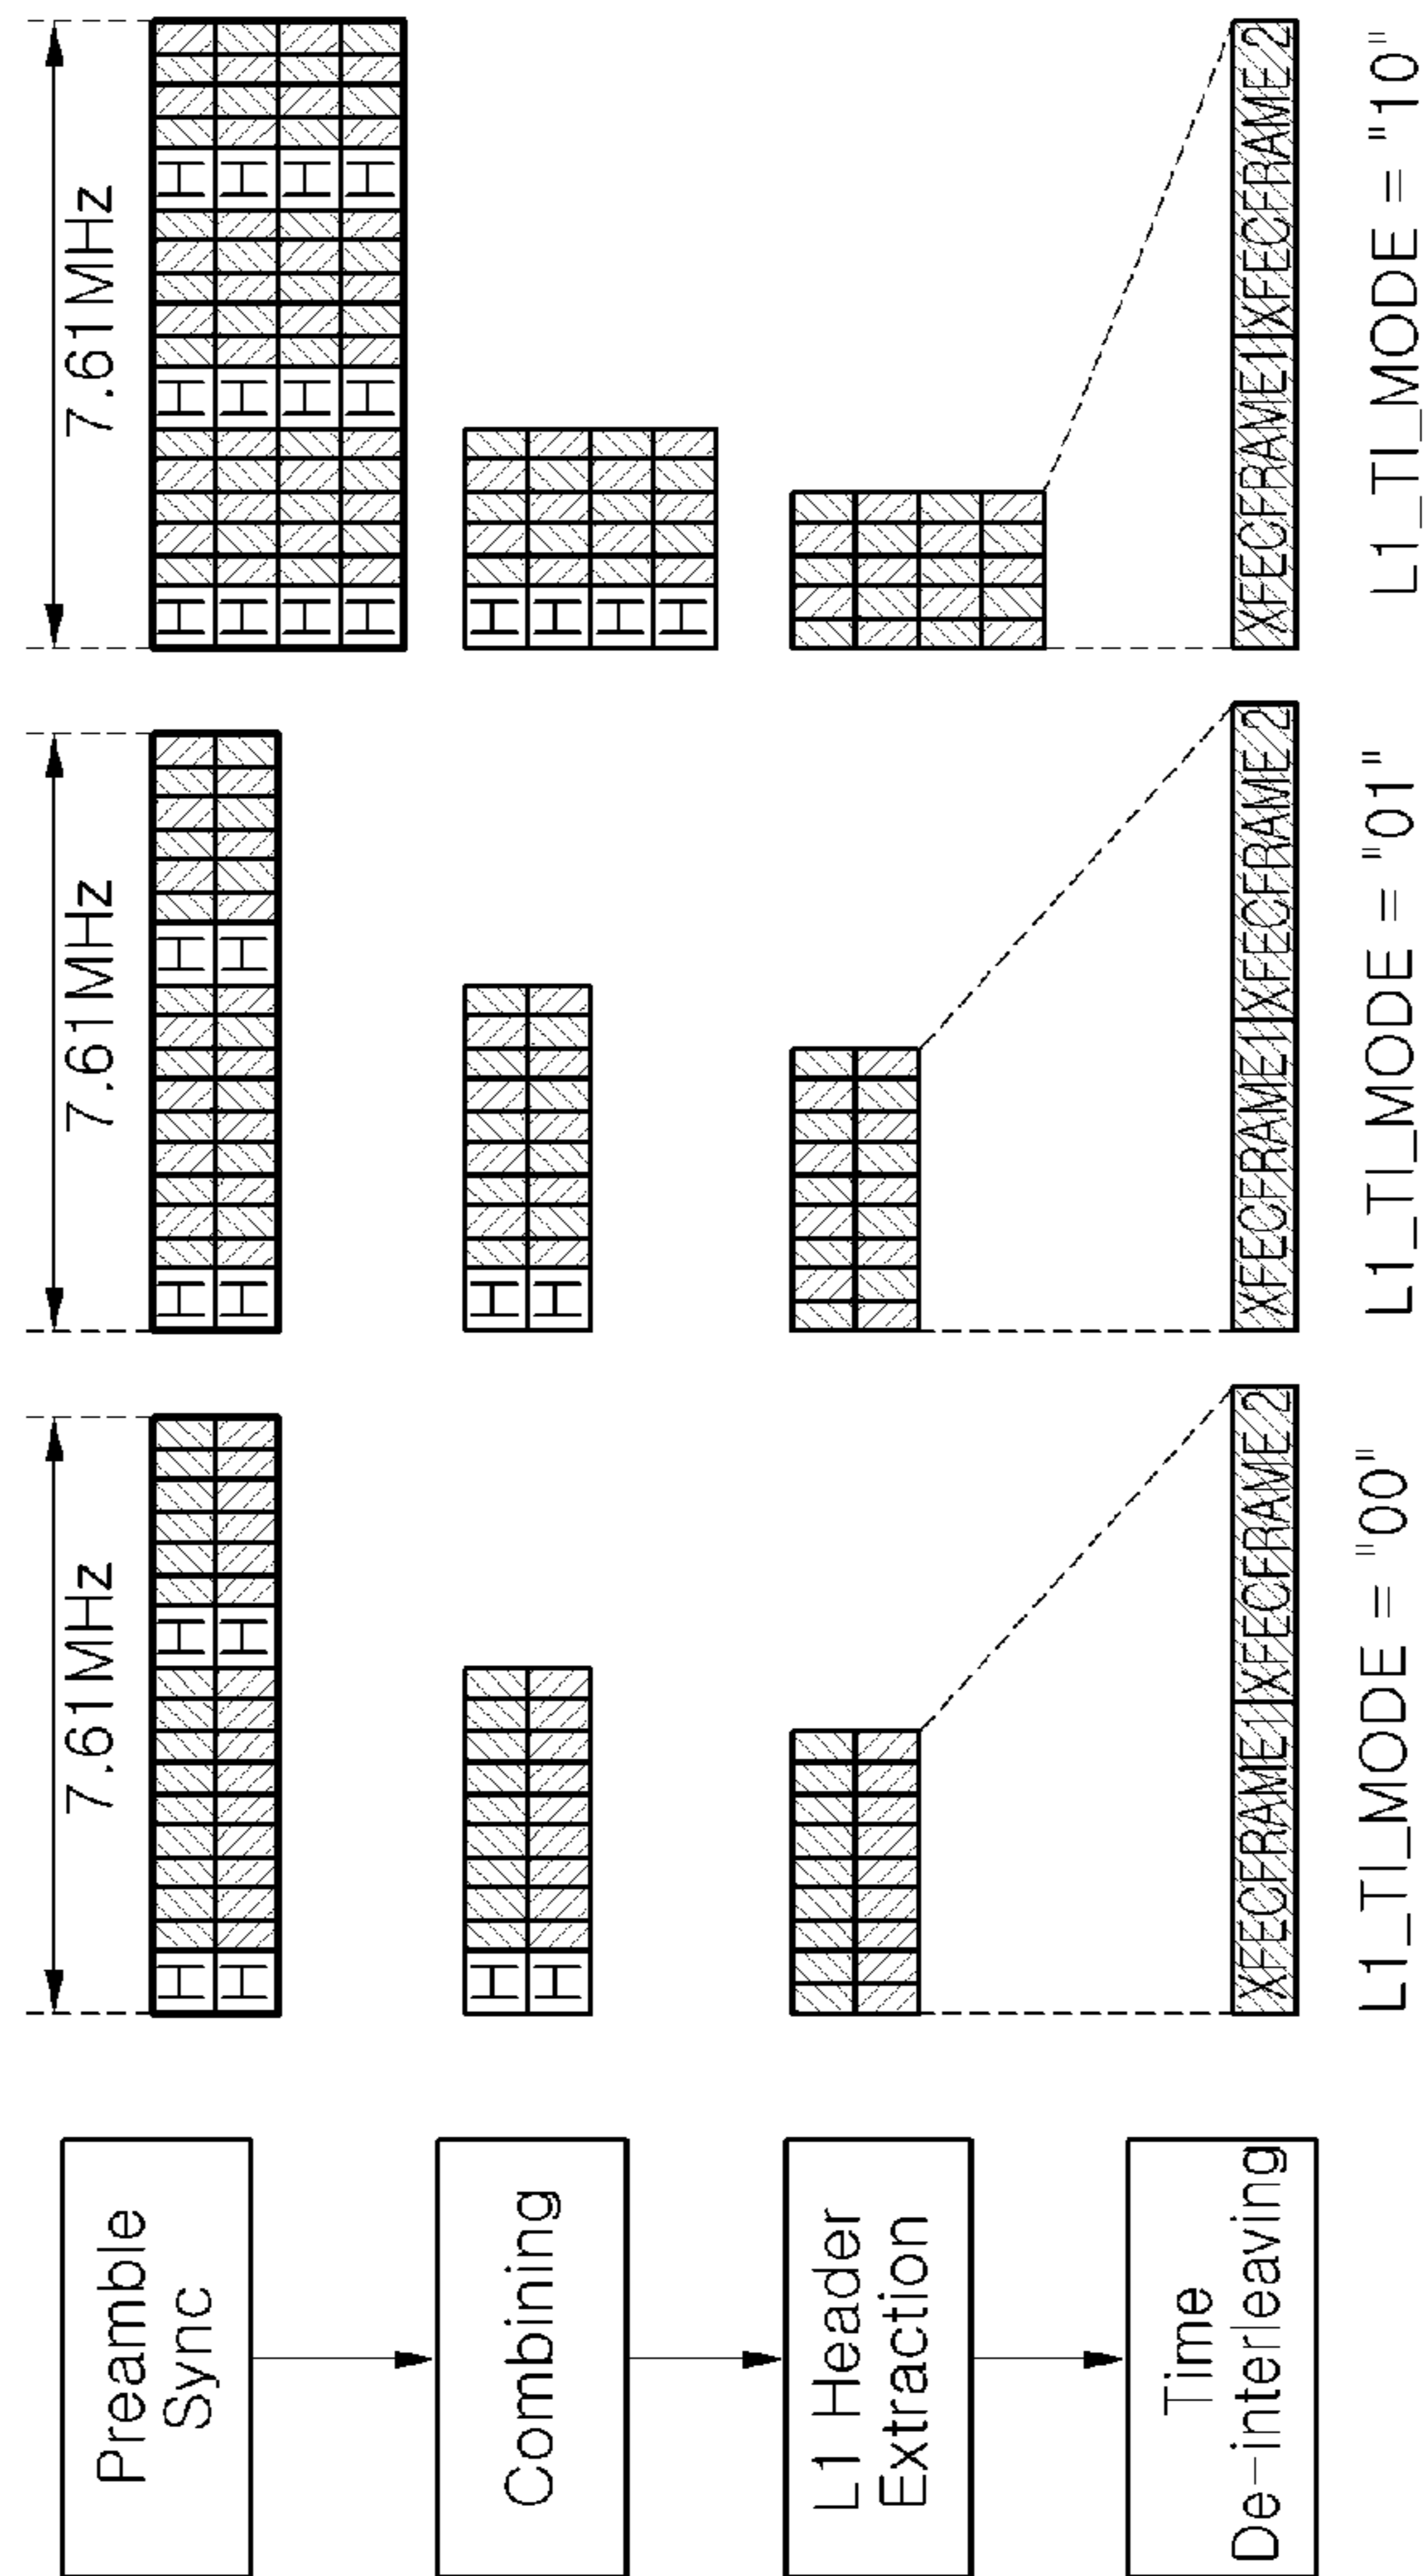 Preamble
Sync
Combining
L1 Header
Extraction
Time
De-interleaving
7.61MHz
H H
H H
H
H
XFECFRAME1 XFECFRAME2
L1_TI_MODE = "00"
7.61MHz
H H
H H
H
H
XFECFRAME1 XFECFRAME2
L1_TI_MODE = "01"
7.61MHz
H H H
H H H
H H H
H H H
H
H
H
H
XFECFRAME1 XFECFRAME2
L1_TI_MODE = "10"